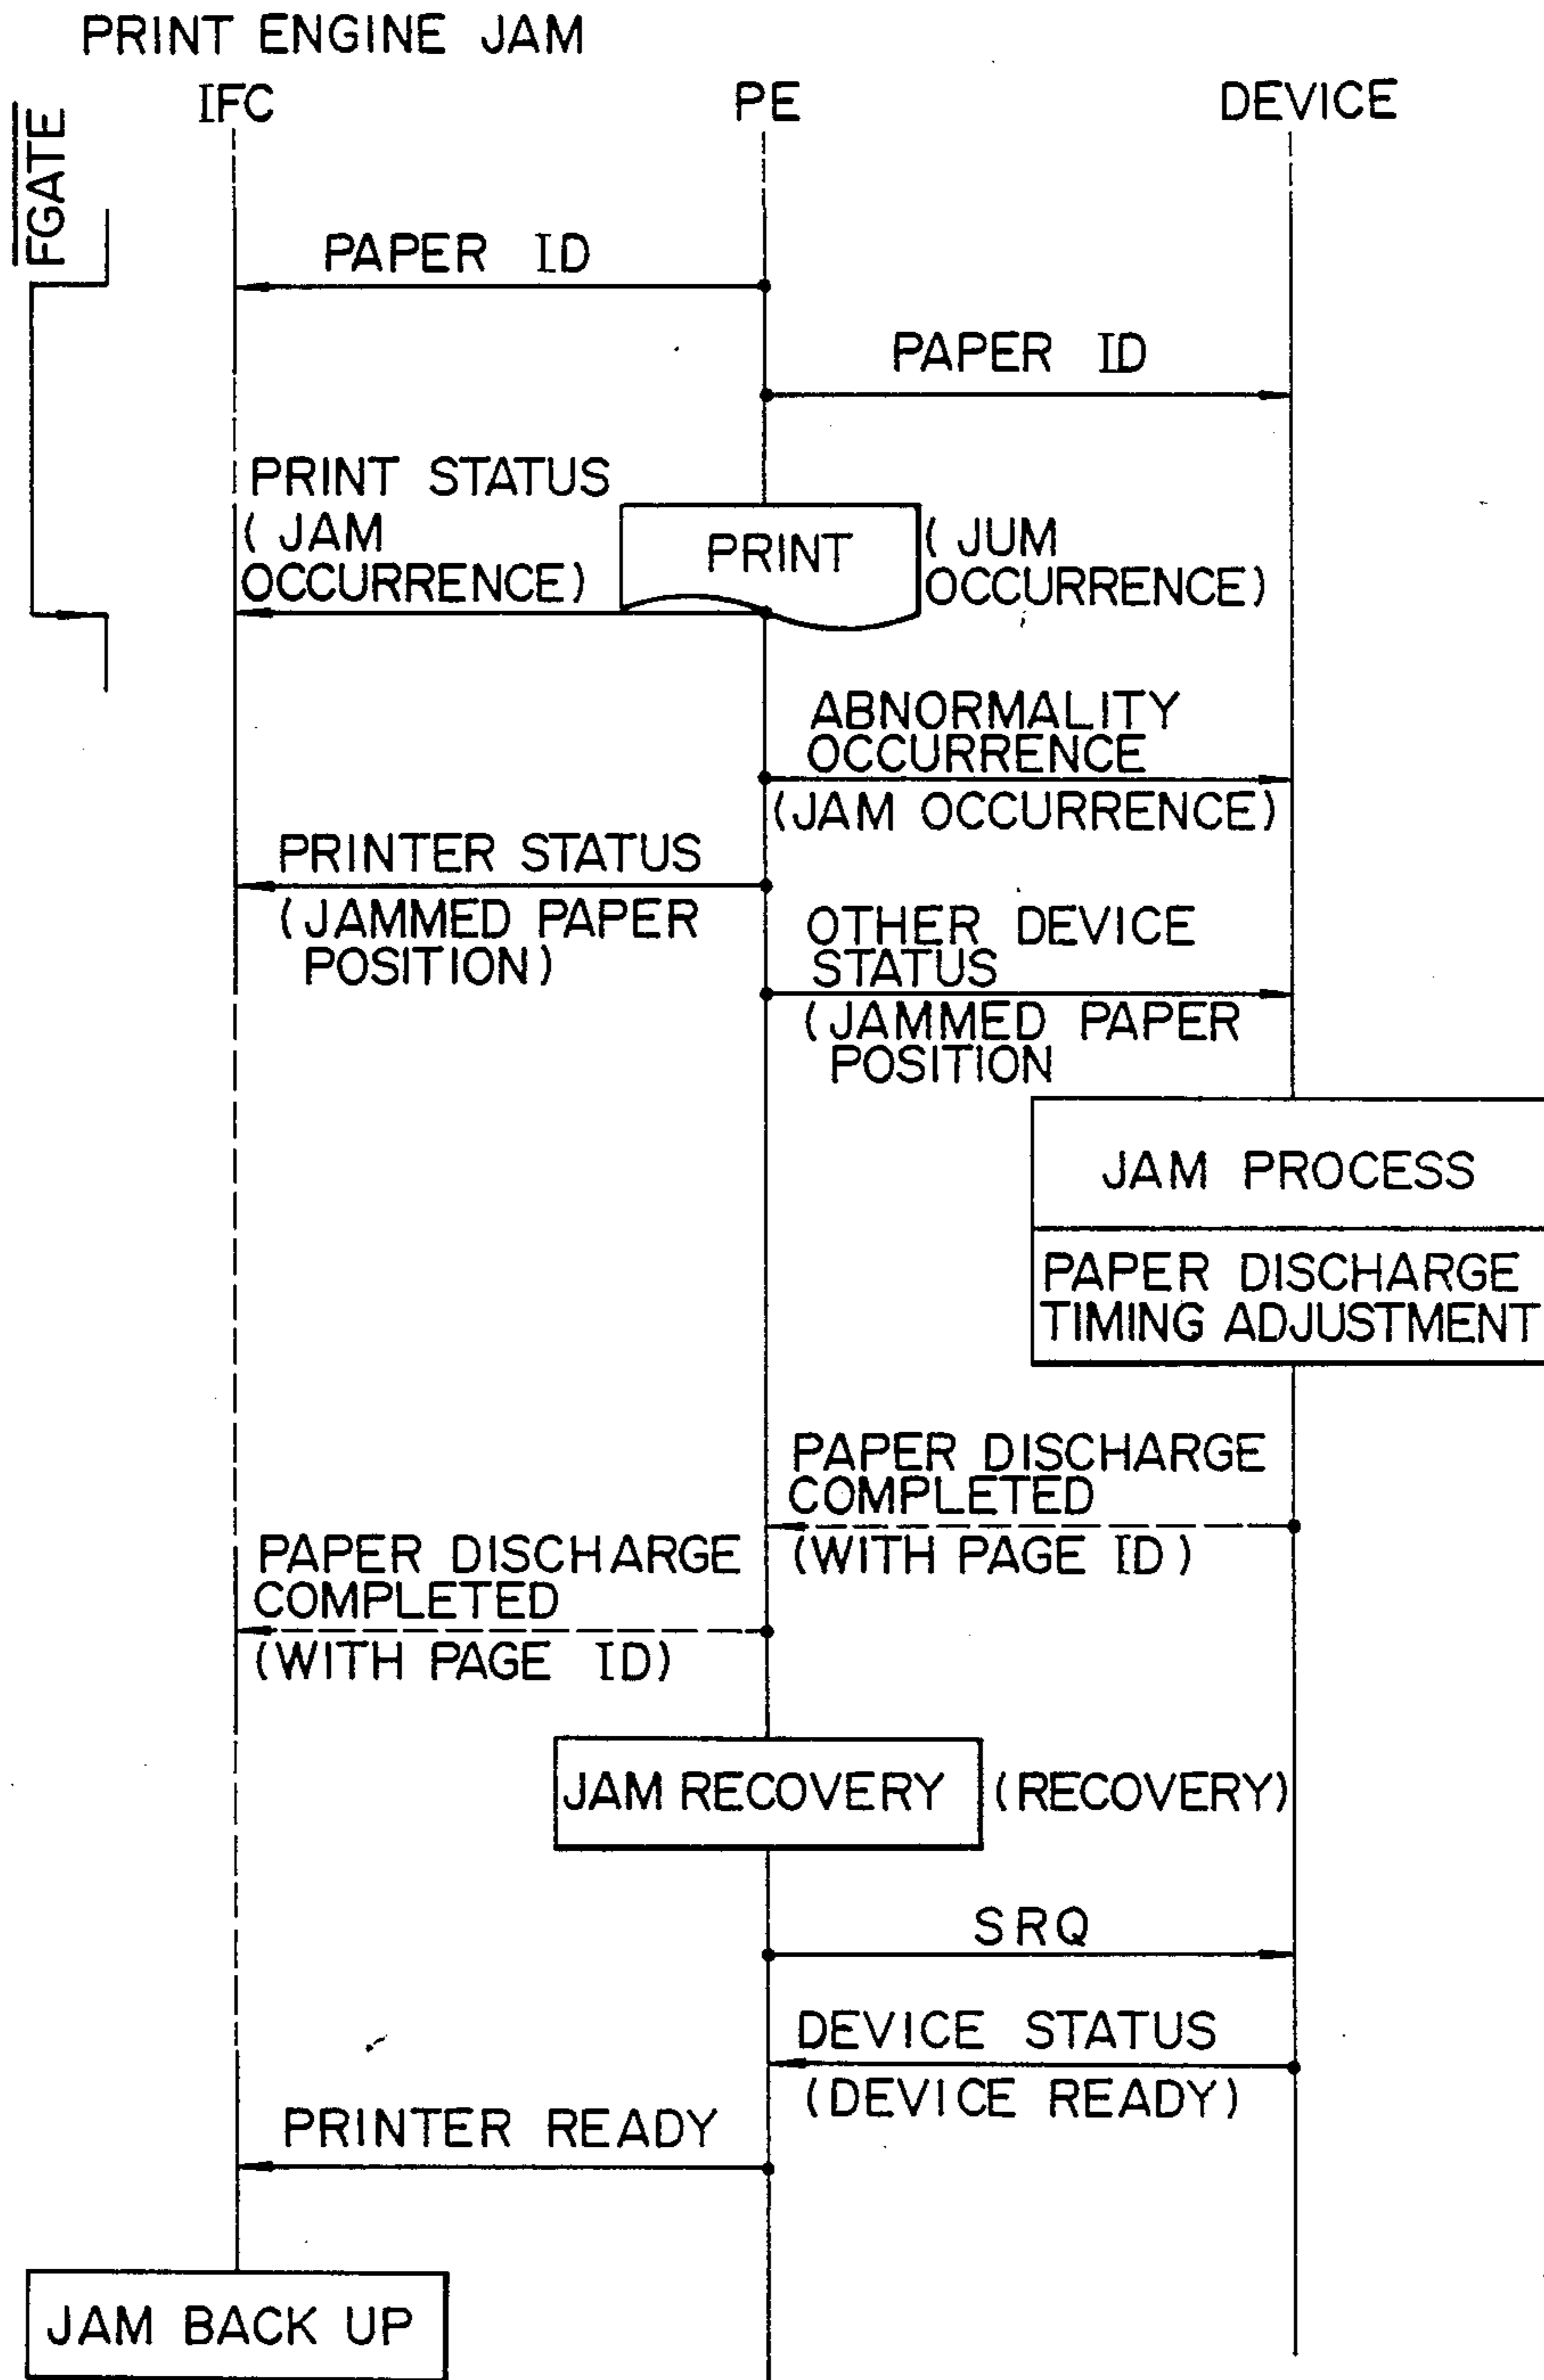 PRINT ENGINE JAM
IFC
PE
DEVICE
FGATE
PAPER ID
PAPER ID
PRINT STATUS
(JAM
OCCURRENCE)
PRINT
(JUM
OCCURRENCE)
ABNORMALITY
OCCURRENCE
(JAM OCCURRENCE)
PRINTER STATUS
(JAMMED PAPER
POSITION)
OTHER DEVICE
STATUS
(JAMMED PAPER
POSITION
JAM PROCESS
PAPER DISCHARGE
TIMING ADJUSTMENT
PAPER DISCHARGE
COMPLETED
(WITH PAGE ID)
PAPER DISCHARGE
COMPLETED
(WITH PAGE ID)
JAM RECOVERY
(RECOVERY)
SRQ
DEVICE STATUS
(DEVICE READY)
PRINTER READY
JAM BACK UP